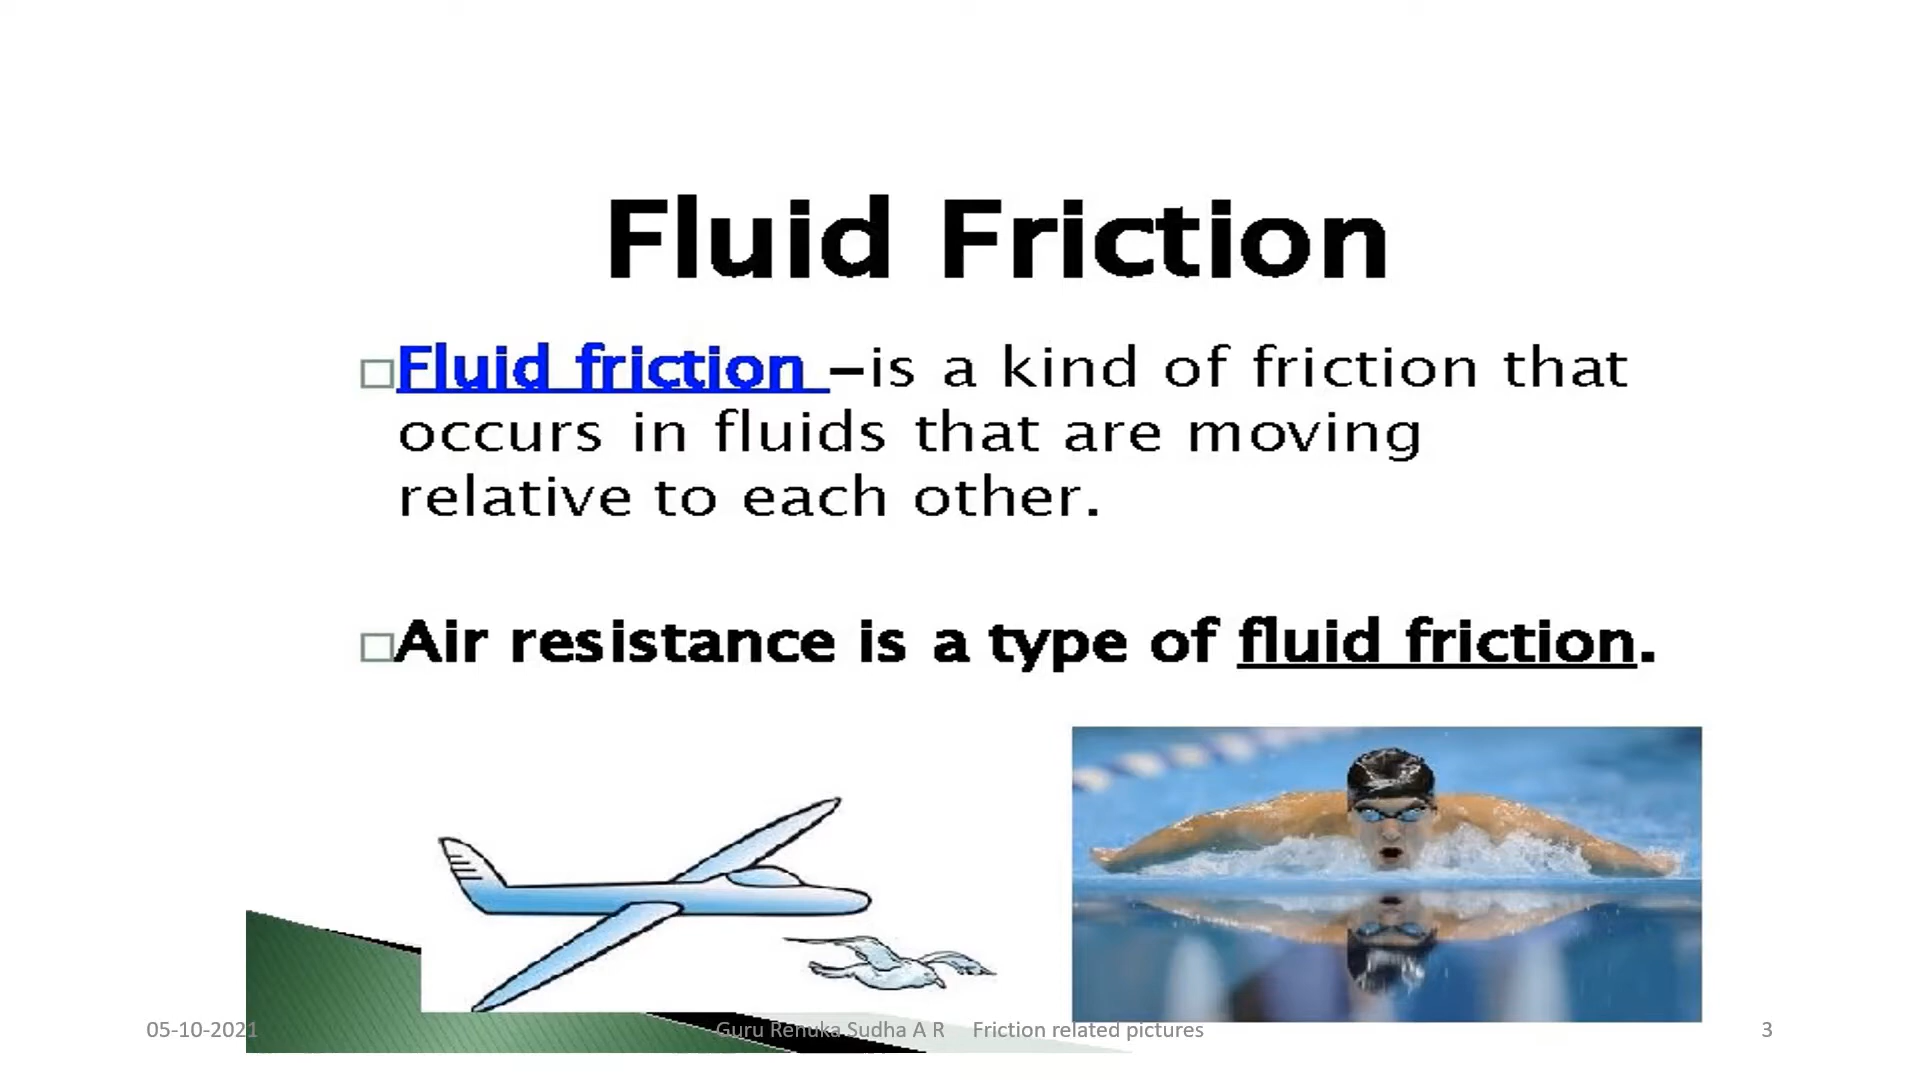 Fluid Friction
Fluid friction –is a kind of friction that
occurs in fluids that are moving
relative to each other.
Air resistance is a type of fluid friction.
05-10-2021
Guru Renuka Sudha A R Friction related pictures
3